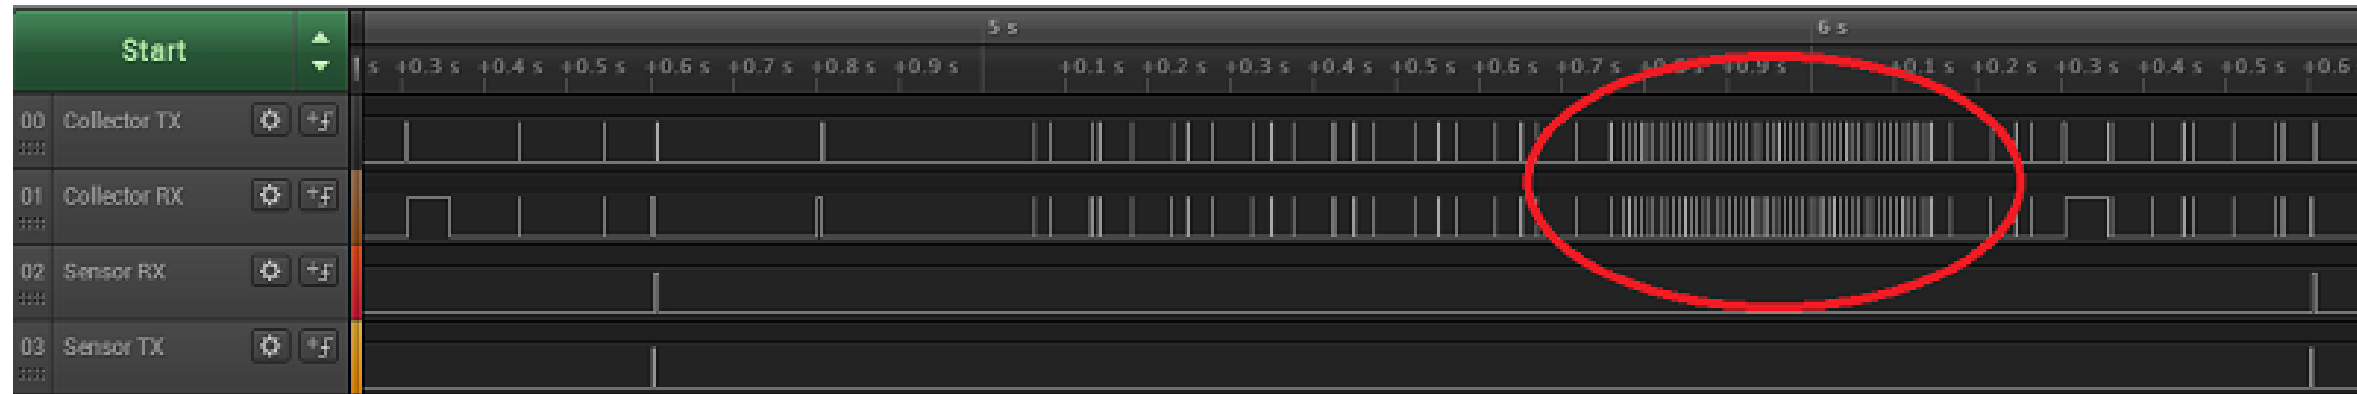 Start
5 s
6 s
s +0.3 s +0.4 s +0.5 s +0.6 s +0.7 s +0.8 s +0.9 s +0.1 s +0.2 s +0.3 s +0.4 s +0.5 s +0.6 s +0.7 s +0.8 s +0.9 s +0.1 s +0.2 s +0.3 s +0.4 s +0.5 s +0.6
00 Collector TX
01 Collector RX
02 Sensor RX
03 Sensor TX